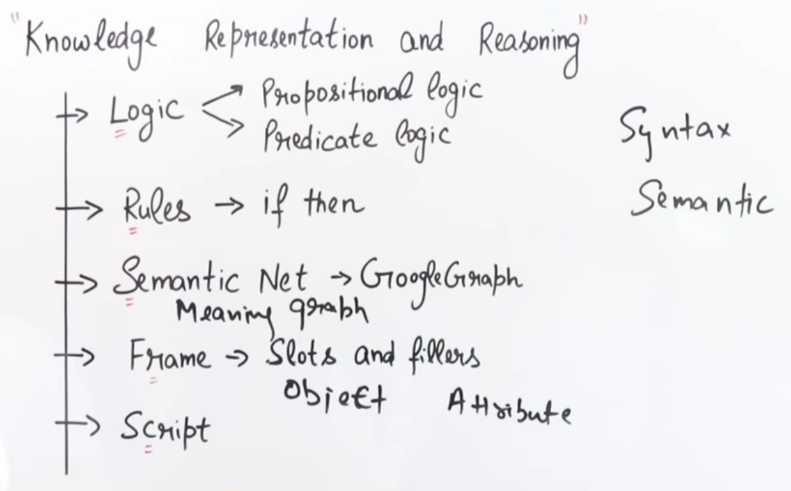 "Knowledge Representation and Reasoning"
→ Logic → Propositional logic
→ Predicate logic
Syntax
→ Rules → if then
Semantic
→ Semantic Net → GoogleGraph
Meaning graph
→ Frame → Slots and fillers
Object Attribute
→ Script